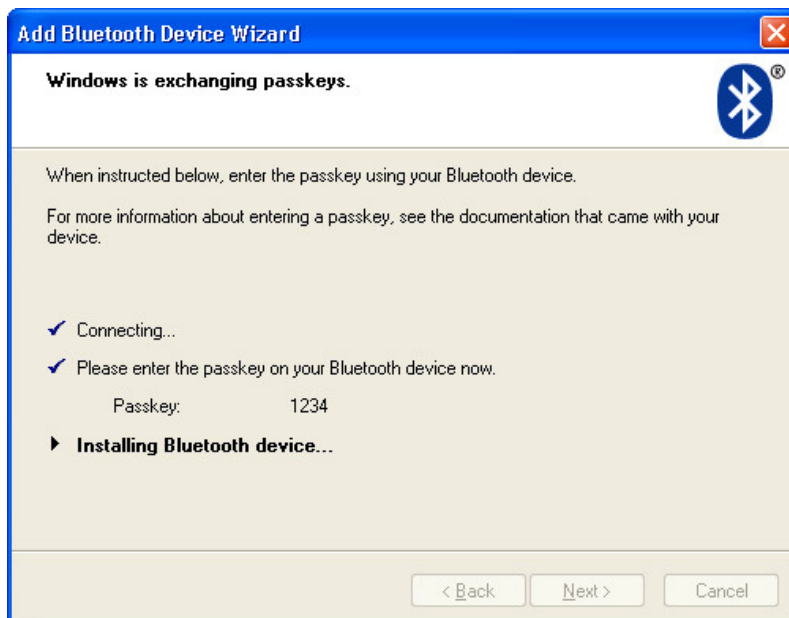 Add Bluetooth Device Wizard
Windows is exchanging passkeys.
®
When instructed below, enter the passkey using your Bluetooth device.
For more information about entering a passkey, see the documentation that came with your
device.
Connecting...
Please enter the passkey on your Bluetooth device now.
Passkey: 1234
Installing Bluetooth device...
< Back Next > Cancel